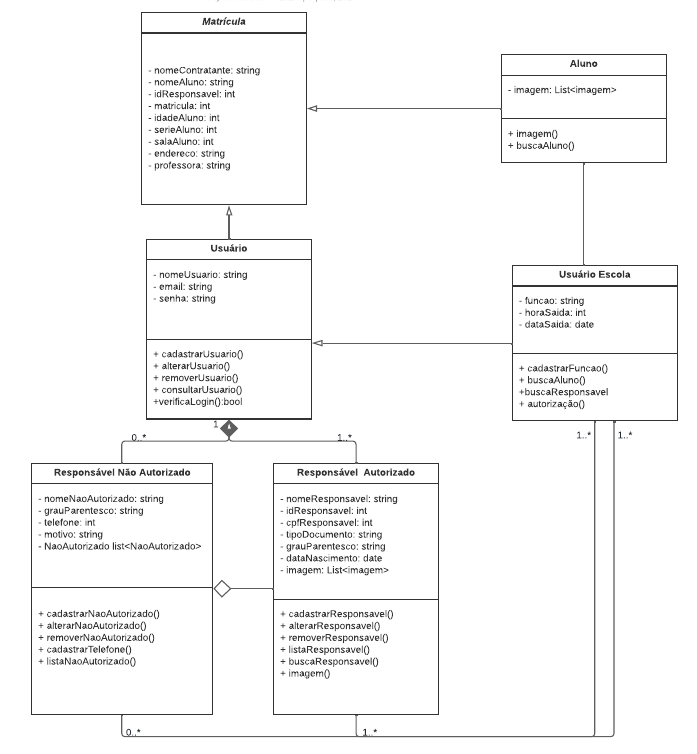 Matrícula
- nomeContratante: string
- nomeAluno: string
- idResponsavel: int
- matricula: int
- idadeAluno: int
- serieAluno: int
- salaAluno: int
- endereco: string
- professora: string
Aluno
- imagem: List<imagem>
+ imagem()
+ buscaAluno()
Usuário
- nomeUsuario: string
- email: string
- senha: string
+ cadastrarUsuario()
+ alterarUsuario()
+ removerUsuario()
+ consultarUsuario()
+verificaLogin():bool
Usuário Escola
- funcao: string
- horaSaida: int
- dataSaida: date
+ cadastrarFuncao()
+ buscaAluno()
+buscaResponsavel
+ autorização()
1
0..*
1..*
1..*
1..*
Responsável Não Autorizado
- nomeNaoAutorizado: string
- grauParentesco: string
- telefone: int
- motivo: string
- NaoAutorizado list<NaoAutorizado>
+ cadastrarNaoAutorizado()
+ alterarNaoAutorizado()
+ removerNaoAutorizado()
+ cadastrarTelefone()
+ listaNaoAutorizado()
Responsável Autorizado
- nomeResponsavel: string
- idResponsavel: int
- cpfResponsavel: int
- tipoDocumento: string
- grauParentesco: string
- dataNascimento: date
- imagem: List<imagem>
+ cadastrarResponsavel()
+ alterarResponsavel()
+ removerResponsavel()
+ listaResponsavel()
+ buscaResponsavel()
+ imagem()
0..*
1..*